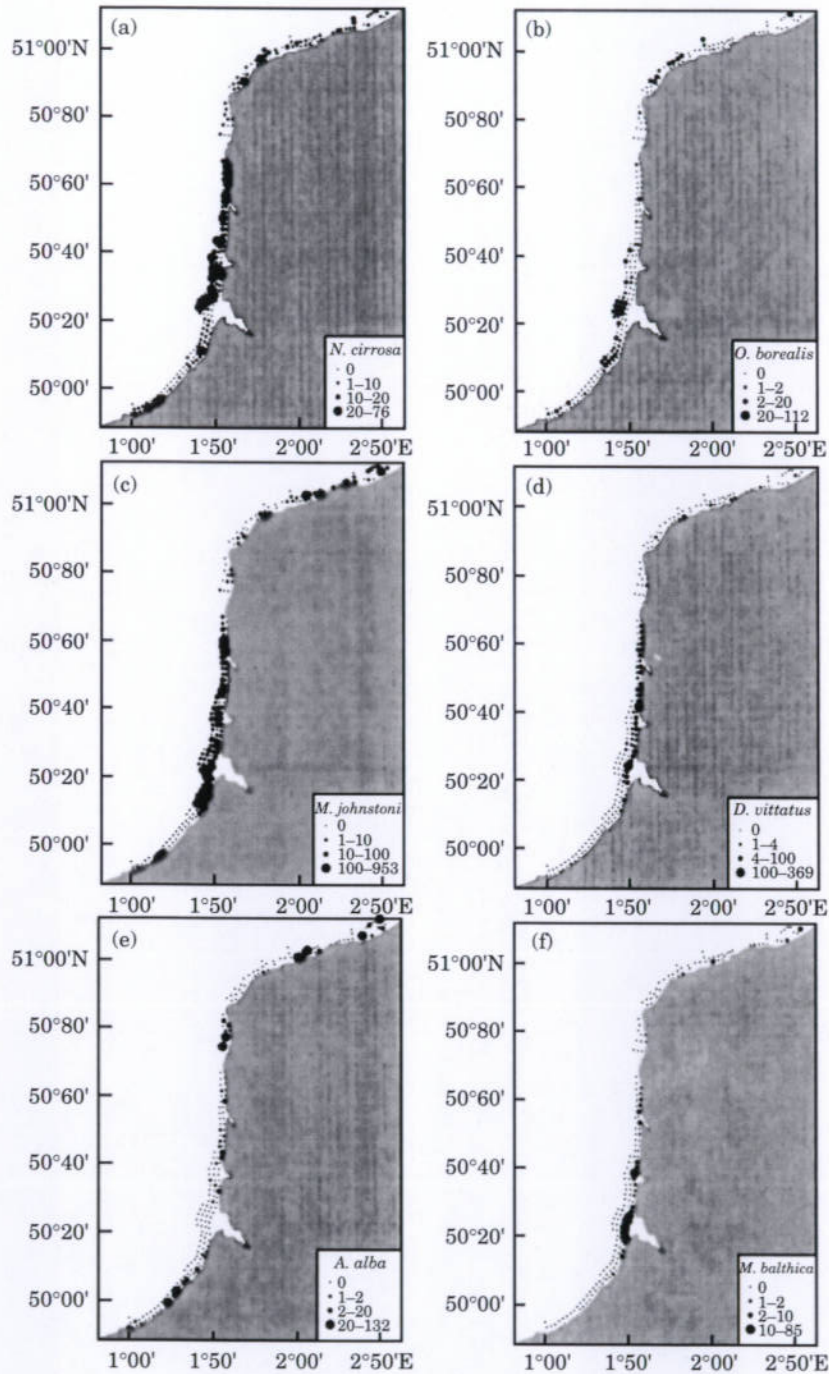 (a)
51°00'N
50°80'
50°60'
50°40'
50°20'
50°00'
1°00' 1°50' 2°00' 2°50'E
N. cirrosa
0
1–10
10–20
20–76
(b)
51°00'N
50°80'
50°60'
50°40'
50°20'
50°00'
1°00' 1°50' 2°00' 2°50'E
O. borealis
0
1–2
2–20
20–112
(c)
51°00'N
50°80'
50°60'
50°40'
50°20'
50°00'
1°00' 1°50' 2°00' 2°50'E
M. johnstoni
0
1–10
10–100
100–953
(d)
51°00'N
50°80'
50°60'
50°40'
50°20'
50°00'
1°00' 1°50' 2°00' 2°50'E
D. vittatus
0
1–4
4–100
100–369
(e)
51°00'N
50°80'
50°60'
50°40'
50°20'
50°00'
1°00' 1°50' 2°00' 2°50'E
A. alba
0
1–2
2–20
20–132
(f)
51°00'N
50°80'
50°60'
50°40'
50°20'
50°00'
1°00' 1°50' 2°00' 2°50'E
M. balthica
0
1–2
2–10
10–85